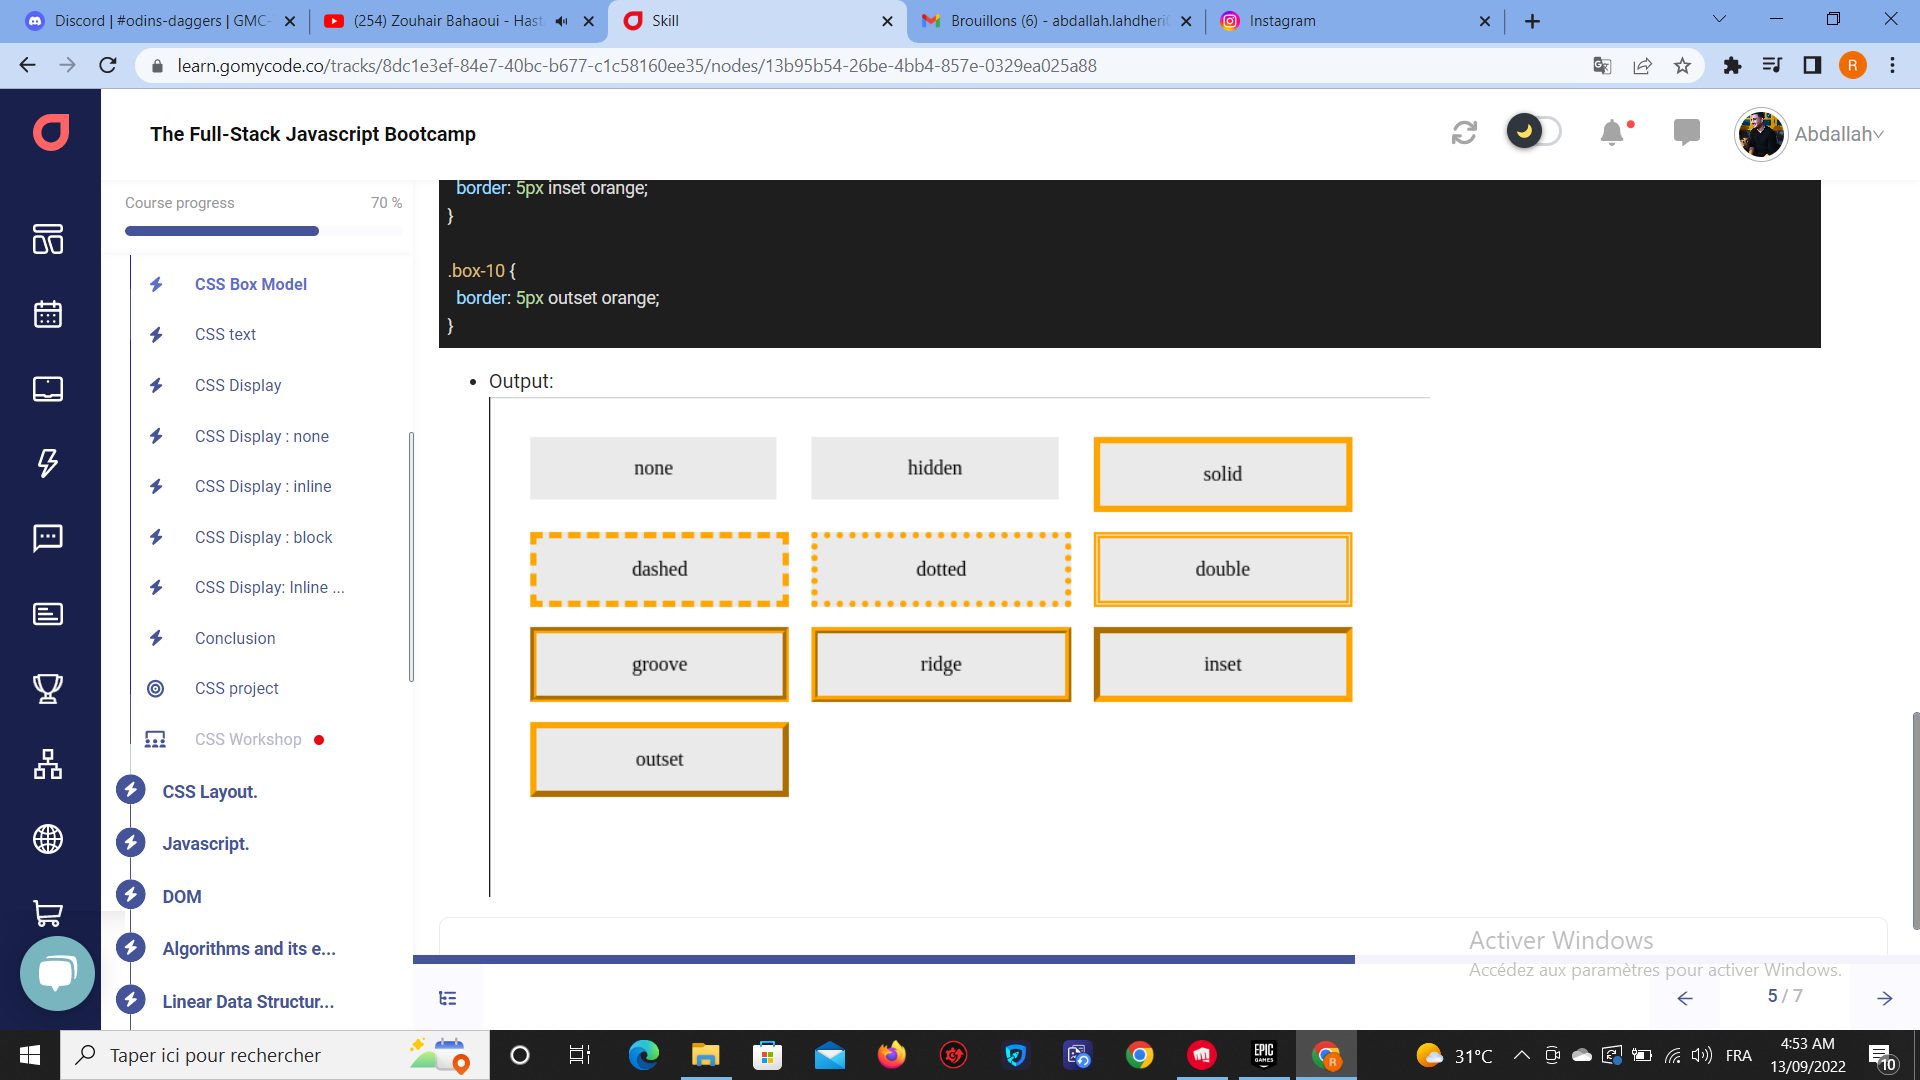 Discord | #odins-daggers | GMC-
(254) Zouhair Bahaoui - Hast
Skill
Brouillons (6) - abdallah.lahdheri
Instagram
learn.gomycode.co/tracks/8dc1e3ef-84e7-40bc-b677-c1c58160ee35/nodes/13b95b54-26be-4bb4-857e-0329ea025a88
R
The Full-Stack Javascript Bootcamp
Abdallah
Course progress
70 %
CSS Box Model
CSS text
CSS Display
CSS Display : none
CSS Display : inline
CSS Display : block
CSS Display: Inline ...
Conclusion
CSS project
CSS Workshop
CSS Layout.
Javascript.
DOM
Algorithms and its e...
Linear Data Structur...
border: 5px inset orange;
}
.box-10 {
border: 5px outset orange;
}
• Output:
none
hidden
solid
dashed
dotted
double
groove
ridge
inset
outset
Activer Windows
Accédez aux paramètres pour activer Windows.
5 / 7
Taper ici pour rechercher
EPIC
GAMES
R
31°C
FRA
4:53 AM
13/09/2022
10